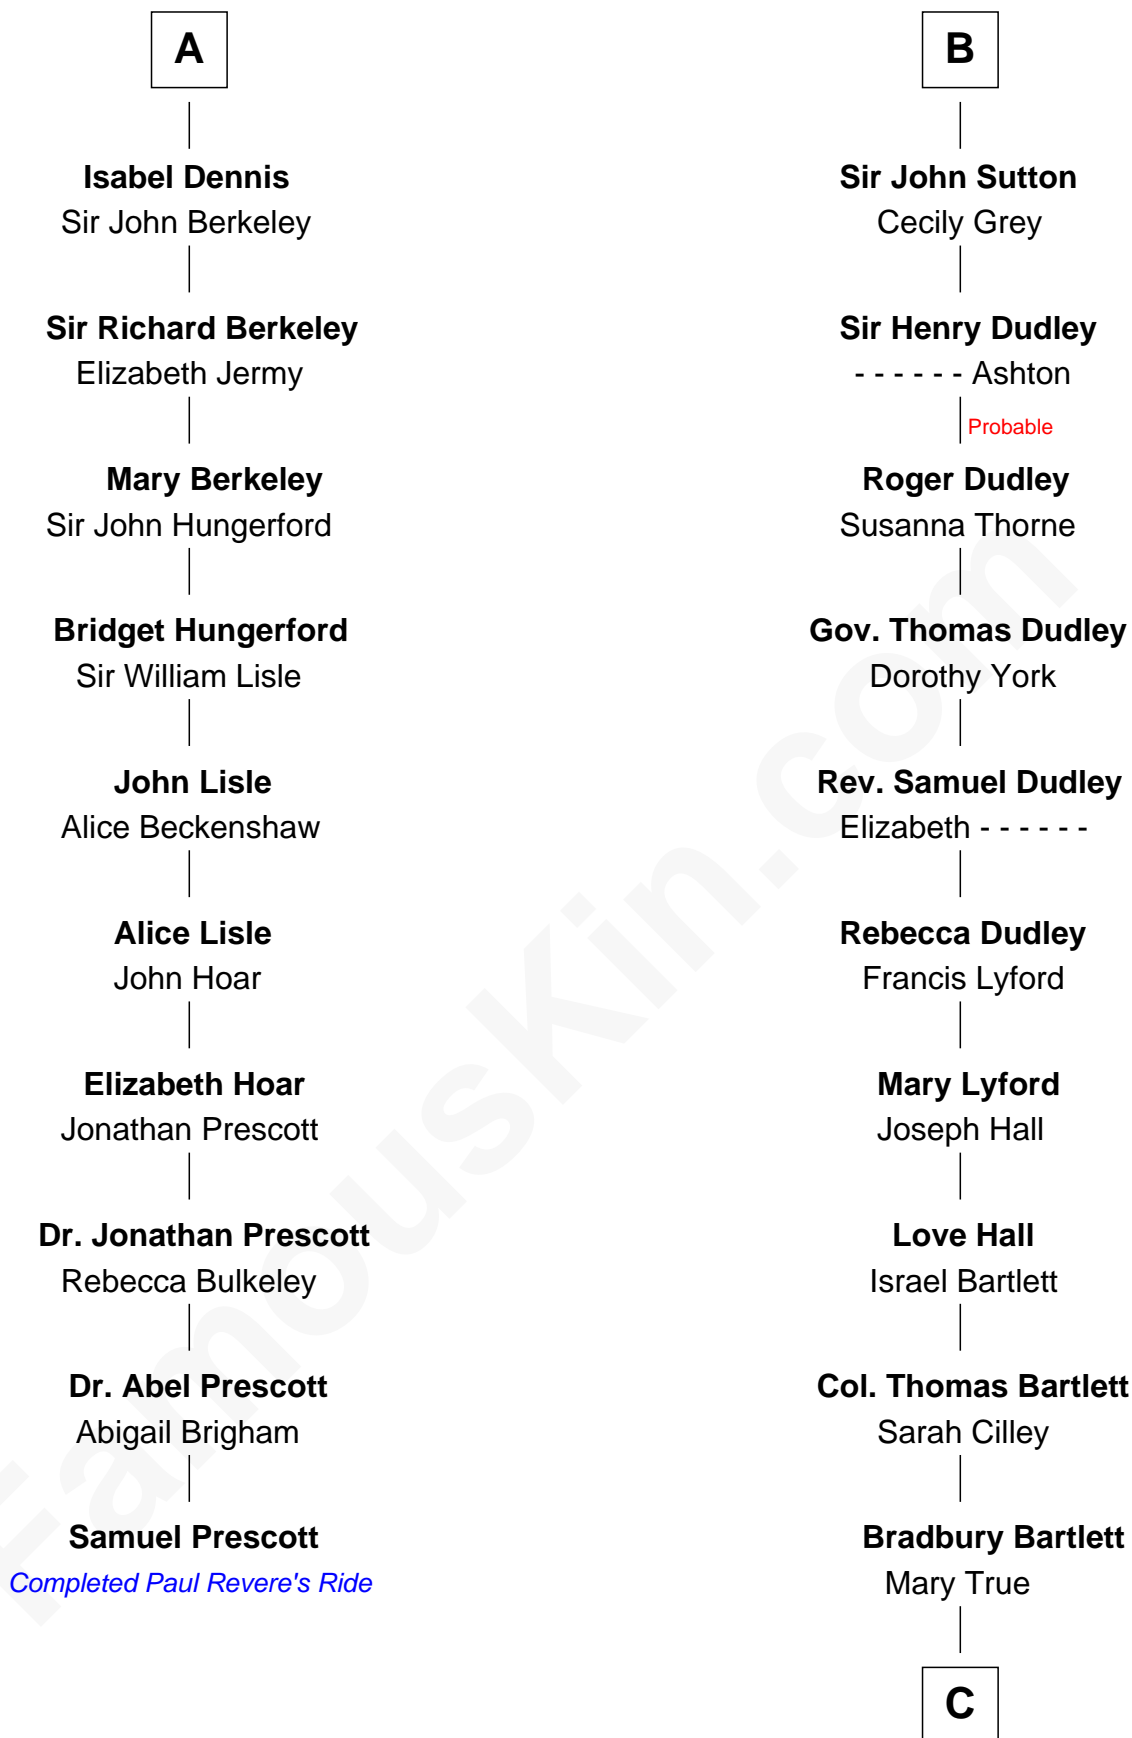 A
Isabel Dennis
Sir John Berkeley
Sir Richard Berkeley
Elizabeth Jermy
Mary Berkeley
Sir John Hungerford
Bridget Hungerford
Sir William Lisle
John Lisle
Alice Beckenshaw
Alice Lisle
John Hoar
Elizabeth Hoar
Jonathan Prescott
Dr. Jonathan Prescott
Rebecca Bulkeley
Dr. Abel Prescott
Abigail Brigham
Samuel Prescott
Completed Paul Revere's Ride
B
Sir John Sutton
Cecily Grey
Sir Henry Dudley
- - - - - - Ashton
Probable
Roger Dudley
Susanna Thorne
Gov. Thomas Dudley
Dorothy York
Rev. Samuel Dudley
Elizabeth - - - - - -
Rebecca Dudley
Francis Lyford
Mary Lyford
Joseph Hall
Love Hall
Israel Bartlett
Col. Thomas Bartlett
Sarah Cilley
Bradbury Bartlett
Mary True
C
FamousKin.com